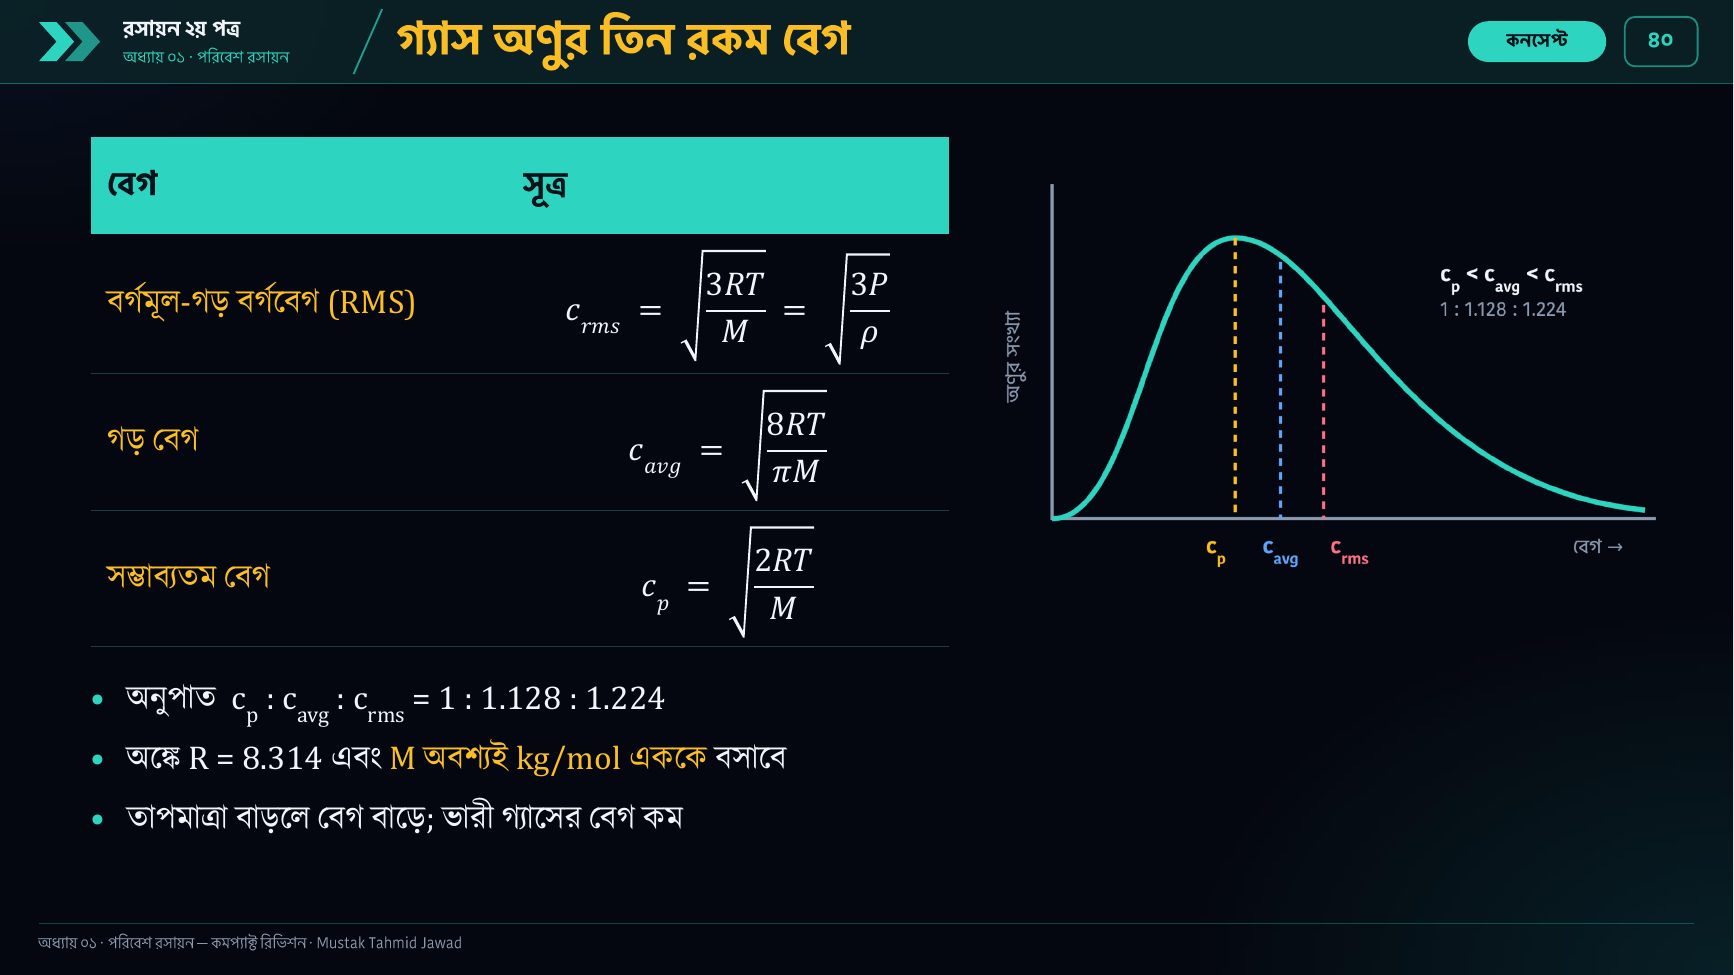 রসায়ন ২য় পত্র
অধ্যায় ০১ · পরিবেশ রসায়ন
গ্যাস অণুর তিন রকম বেগ
কনসেপ্ট
৪০
বেগ সূত্র
বর্গমূল-গড় বর্গবেগ (RMS) c_rms = √(3RT/M) = √(3P/ρ)
গড় বেগ c_avg = √(8RT/πM)
সম্ভাব্যতম বেগ c_p = √(2RT/M)
• অনুপাত c_p : c_avg : c_rms = 1 : 1.128 : 1.224
• অঙ্কে R = 8.314 এবং M অবশ্যই kg/mol এককে বসাবে
• তাপমাত্রা বাড়লে বেগ বাড়ে; ভারী গ্যাসের বেগ কম
অণুর সংখ্যা
c_p < c_avg < c_rms
1 : 1.128 : 1.224
c_p c_avg c_rms
বেগ →
অধ্যায় ০১ · পরিবেশ রসায়ন — কমপ্যাক্ট রিভিশন · Mustak Tahmid Jawad